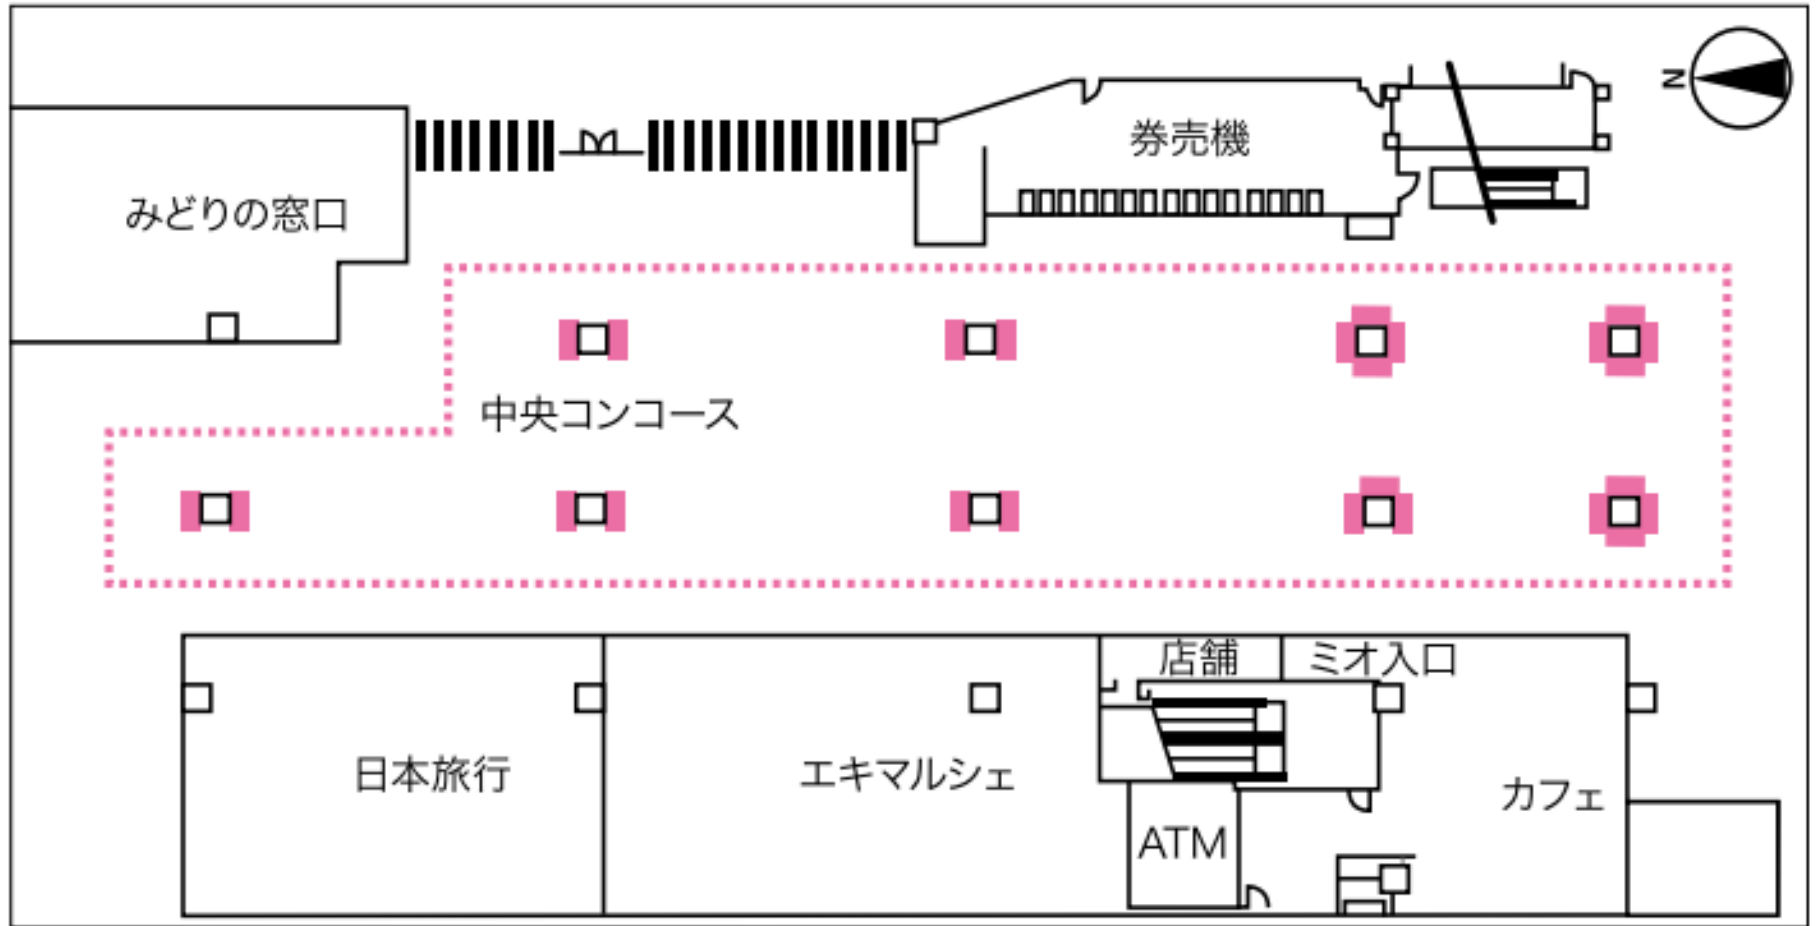 N
券売機
みどりの窓口
中央コンコース
店舗
ミオ入口
日本旅行
エキマルシェ
カフェ
ATM